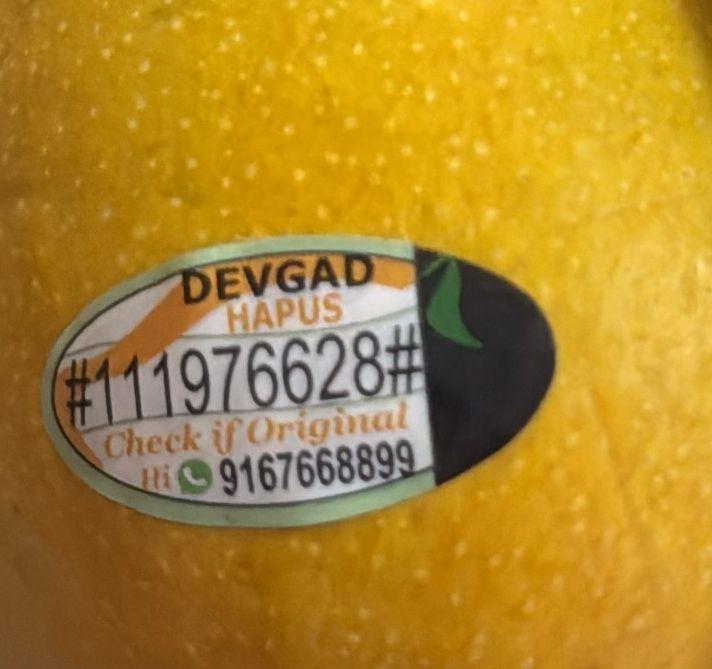 DEVGAD
HAPUS
#111976628#
Check if Original
Hi 9167668899